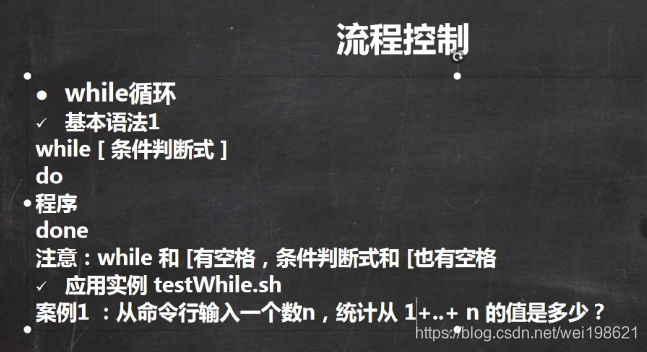 流程控制
while循环
基本语法1
while [ 条件判断式 ]
do
程序
done
注意：while 和 [有空格，条件判断式和 [也有空格
应用实例 testWhile.sh
案例1 ：从命令行输入一个数n，统计从 1+..+ n 的值是多少？
https://blog.csdn.net/wei198621